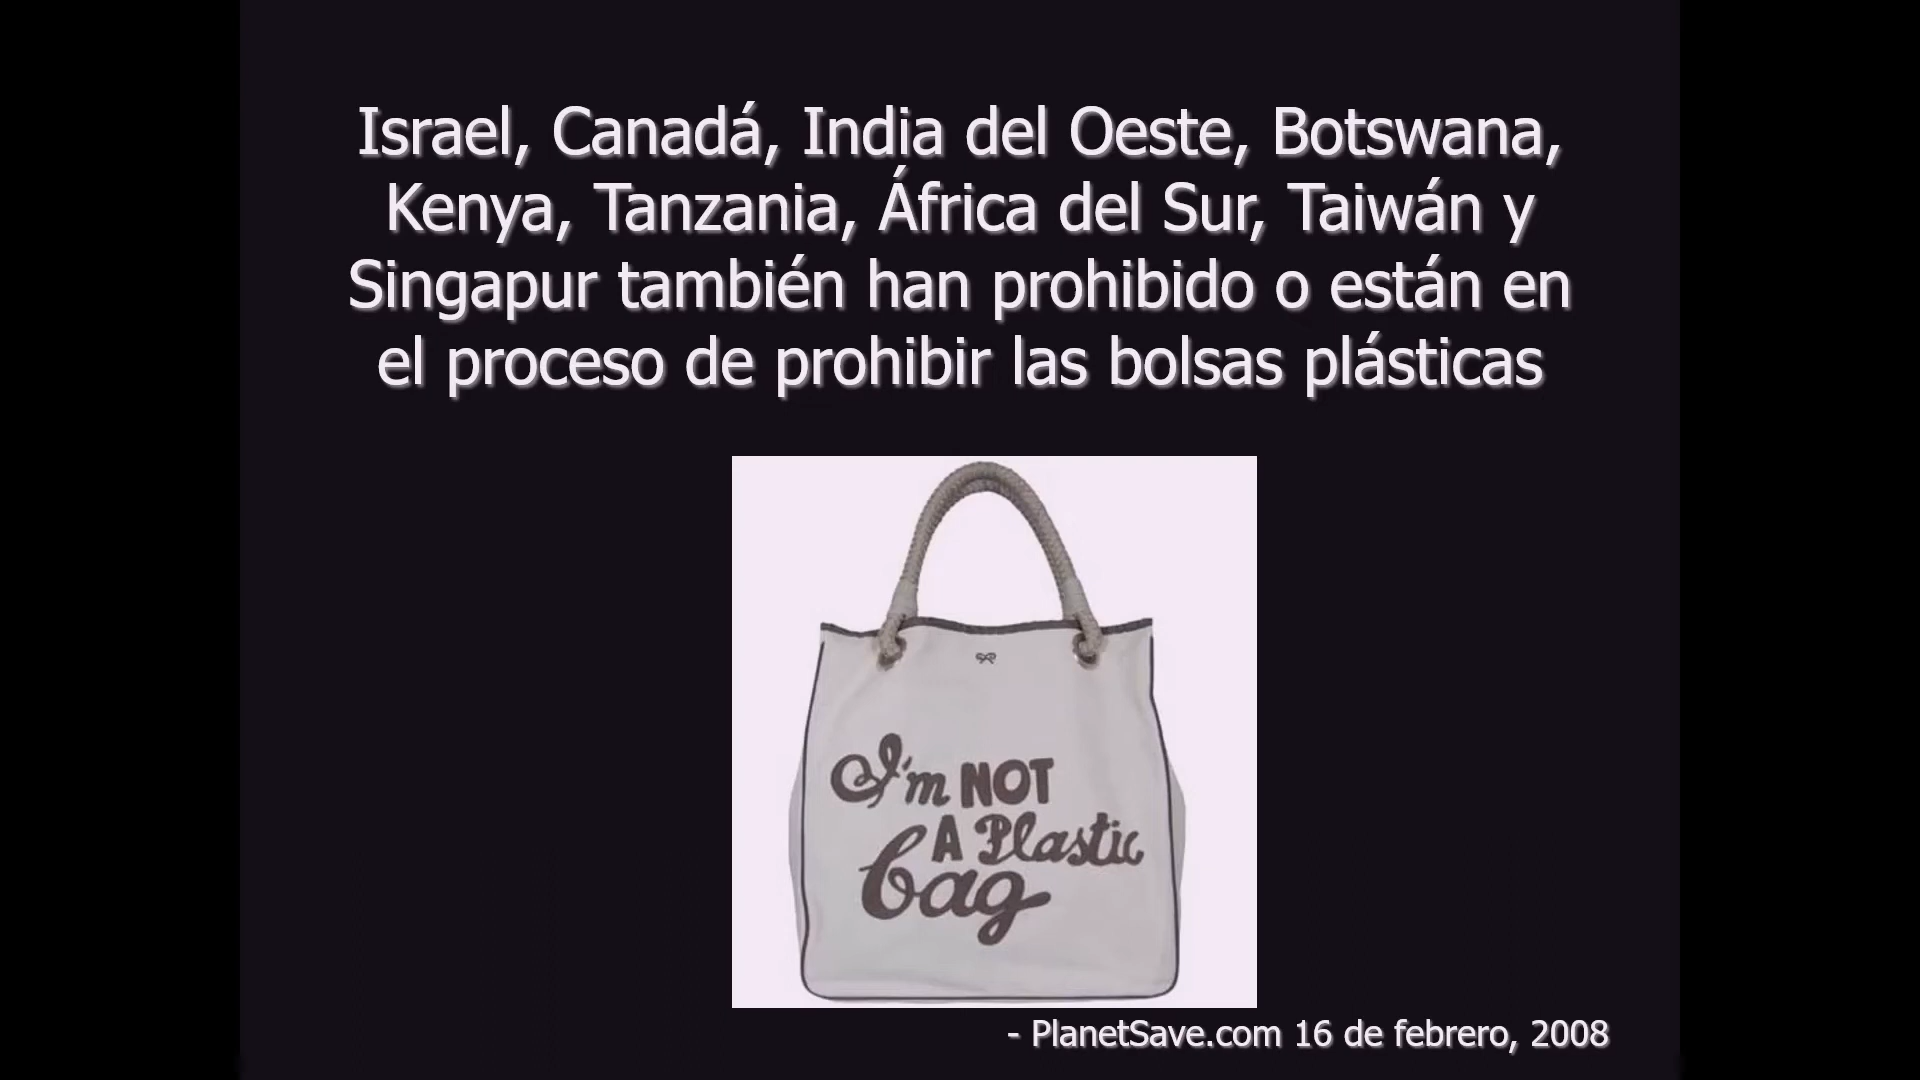 Israel, Canadá, India del Oeste, Botswana,
Kenya, Tanzania, África del Sur, Taiwán y
Singapur también han prohibido o están en
el proceso de prohibir las bolsas plásticas
I'm NOT
A Plastic
bag
- PlanetSave.com 16 de febrero, 2008